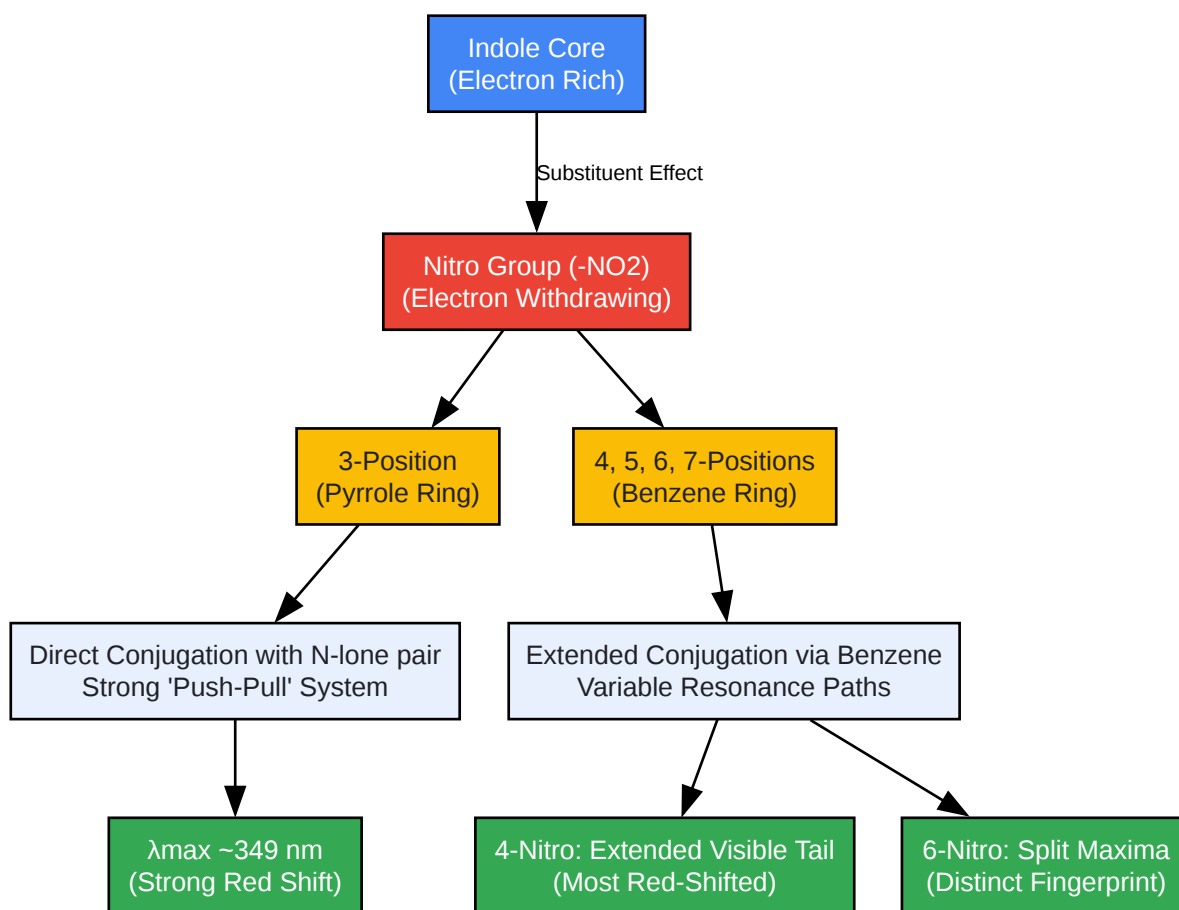 Indole Core
(Electron Rich)
Substituent Effect
Nitro Group (-NO2)
(Electron Withdrawing)
3-Position
(Pyrrole Ring)
4, 5, 6, 7-Positions
(Benzene Ring)
Direct Conjugation with N-lone pair
Strong 'Push-Pull' System
Extended Conjugation via Benzene
Variable Resonance Paths
λmax ~349 nm
(Strong Red Shift)
4-Nitro: Extended Visible Tail
(Most Red-Shifted)
6-Nitro: Split Maxima
(Distinct Fingerprint)